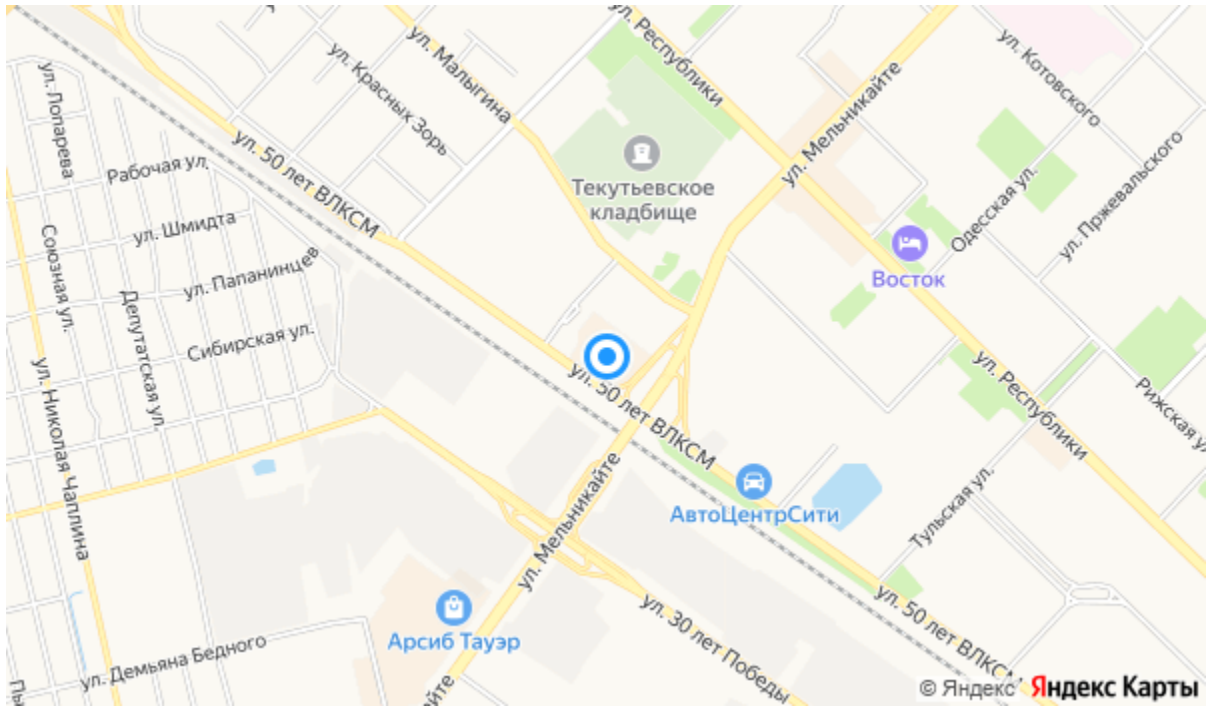 ул. Малыгина
ул. Республики
ул. Котовского
ул. Красных Зорь
ул. Мельникайте
ул. Лопарева
ул. 50 лет ВЛКСМ
Рабочая ул.
Текутьевское
кладбище
Одесская ул.
ул. Пржевальского
ул. Шмидта
Союзная ул.
ул. Папанинцев
Восток
Депутатская ул.
Сибирская ул.
ул. Николая Чаплина
ул. 50 лет ВЛКСМ
ул. Республики
Рижская ул
АвтоЦентрСити
Тульская ул.
ул. Мельникайте
Арсиб Тауэр
ул. 30 лет Победы
ул. 50 лет ВЛКСМ
ул. Демьяна Бедного
Пы
айте
© Яндекс Яндекс Карты